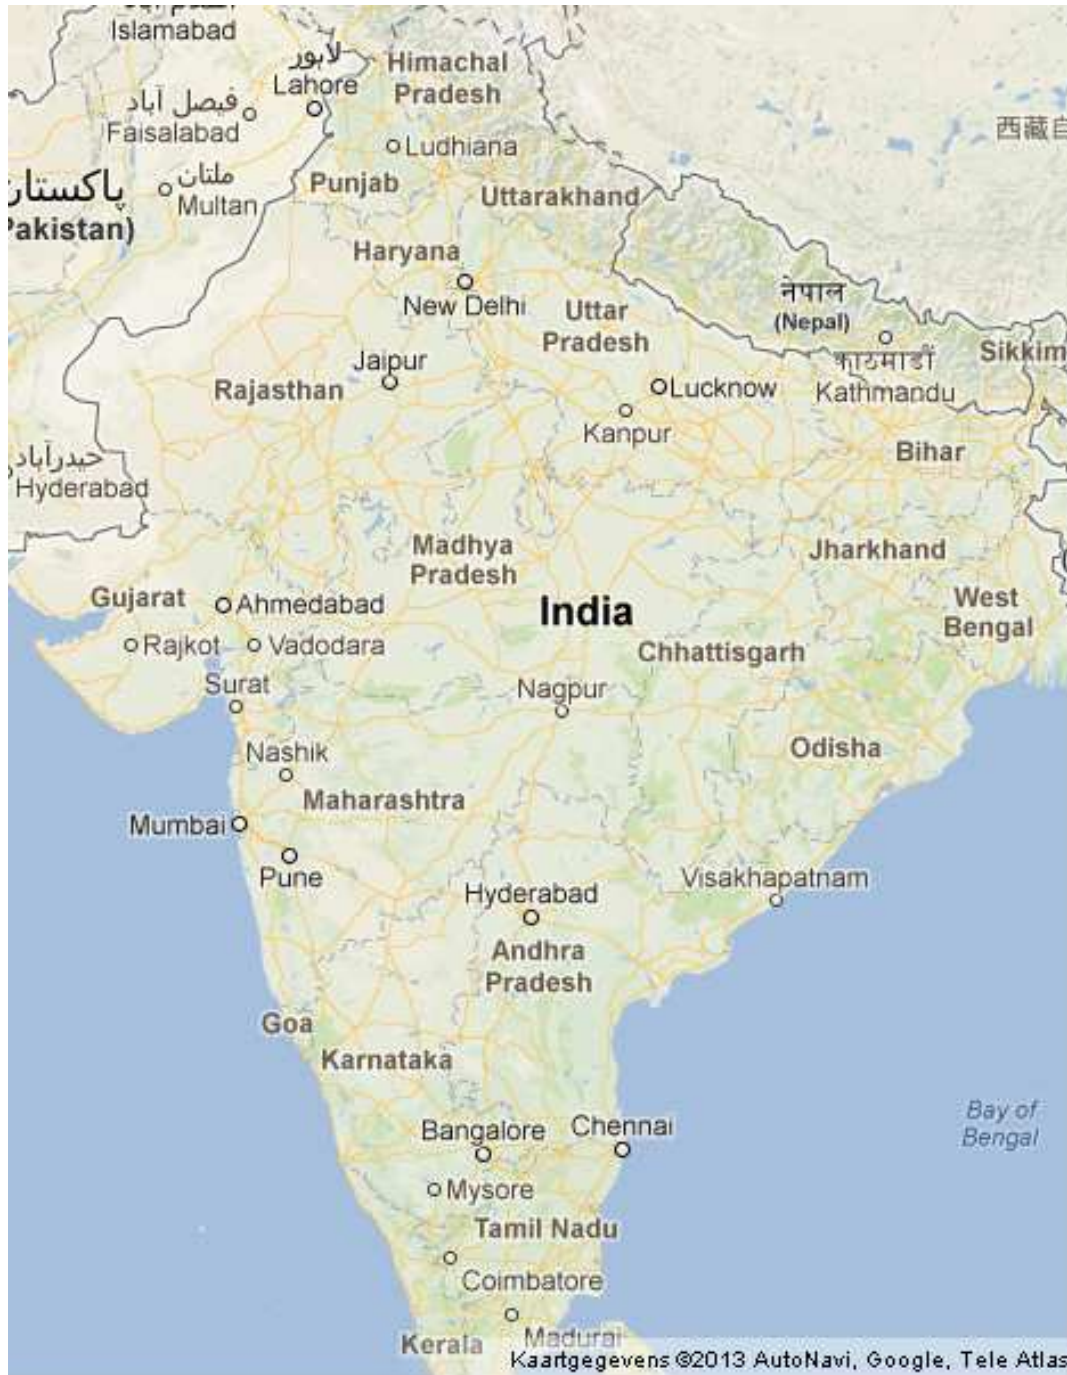 Islamabad
لاہور
Lahore
Himachal
Pradesh
فیصل آباد
Faisalabad
西藏自
Ludhiana
ملتان
Multan
Punjab
Uttarakhand
پاکستان
Pakistan)
Haryana
New Delhi
नेपाल
(Nepal)
Uttar
Pradesh
काठमाडौं
Kathmandu
Sikkim
Jaipur
Rajasthan
Lucknow
Kanpur
Bihar
حیدرآباد
Hyderabad
Madhya
Pradesh
Jharkhand
Gujarat
Ahmedabad
India
West
Bengal
Rajkot
Vadodara
Chhattisgarh
Surat
Nagpur
Nashik
Odisha
Maharashtra
Mumbai
Pune
Visakhapatnam
Hyderabad
Andhra
Pradesh
Goa
Karnataka
Bay of
Bengal
Bangalore
Chennai
Mysore
Tamil Nadu
Coimbatore
Madurai
Kerala
Kaartgegevens ©2013 AutoNavi, Google, Tele Atlas